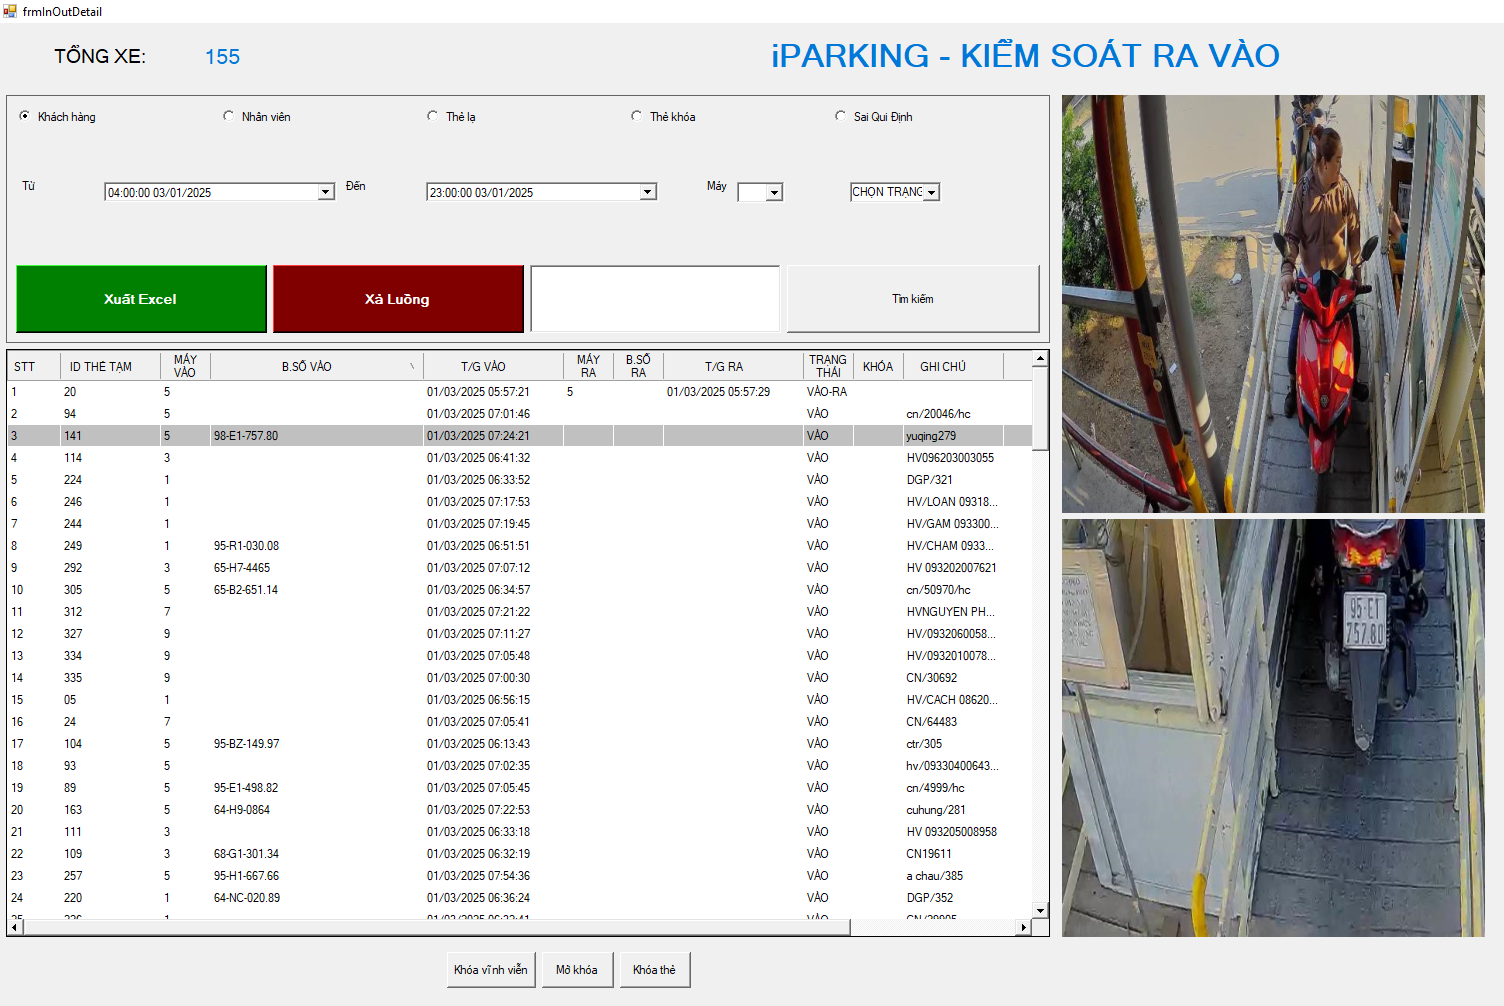 frmInOutDetail
TỔNG XE: 155
iPARKING - KIỂM SOÁT RA VÀO
Khách hàng Nhân viên Thẻ lạ Thẻ khóa Sai Qui Định
Từ 04:00:00 03/01/2025 Đến 23:00:00 03/01/2025 Máy CHỌN TRẠNG
Xuất Excel Xả Luồng Tìm kiếm
STT ID THẺ TẠM MÁY VÀO B.SỐ VÀO T/G VÀO MÁY RA B.SỐ RA T/G RA TRẠNG THÁI KHÓA GHI CHÚ
1 20 5 01/03/2025 05:57:21 5 01/03/2025 05:57:29 VÀO-RA
2 94 5 01/03/2025 07:01:46 VÀO cn/20046/hc
3 141 5 98-E1-757.80 01/03/2025 07:24:21 VÀO yuqing279
4 114 3 01/03/2025 06:41:32 VÀO HV096203003055
5 224 1 01/03/2025 06:33:52 VÀO DGP/321
6 246 1 01/03/2025 07:17:53 VÀO HV/LOAN 09318...
7 244 1 01/03/2025 07:19:45 VÀO HV/GAM 093300...
8 249 1 95-R1-030.08 01/03/2025 06:51:51 VÀO HV/CHAM 0933...
9 292 3 65-H7-4465 01/03/2025 07:07:12 VÀO HV 093202007621
10 305 5 65-B2-651.14 01/03/2025 06:34:57 VÀO cn/50970/hc
11 312 7 01/03/2025 07:21:22 VÀO HVNGUYEN PH...
12 327 9 01/03/2025 07:11:27 VÀO HV/0932060058...
13 334 9 01/03/2025 07:05:48 VÀO HV/0932010078...
14 335 9 01/03/2025 07:00:30 VÀO CN/30692
15 05 1 01/03/2025 06:56:15 VÀO HV/CACH 08620...
16 24 7 01/03/2025 07:05:41 VÀO CN/64483
17 104 5 95-BZ-149.97 01/03/2025 06:13:43 VÀO ctr/305
18 93 5 01/03/2025 07:02:35 VÀO hv/09330400643...
19 89 5 95-E1-498.82 01/03/2025 07:05:45 VÀO cn/4999/hc
20 163 5 64-H9-0864 01/03/2025 07:22:53 VÀO cuhung/281
21 111 3 01/03/2025 06:33:18 VÀO HV 093205008958
22 109 3 68-G1-301.34 01/03/2025 06:32:19 VÀO CN19611
23 257 5 95-H1-667.66 01/03/2025 07:54:36 VÀO a chau/385
24 220 1 64-NC-020.89 01/03/2025 06:36:24 VÀO DGP/352
Khóa vĩnh viễn Mở khóa Khóa thẻ
95-E1
757.80